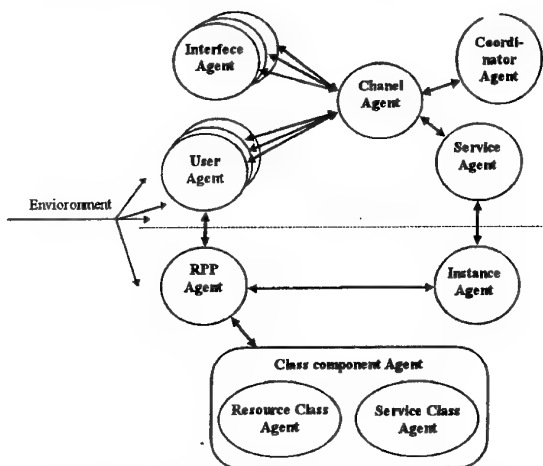 Interfece
Agent
Coordi-
nator
Agent
Chanel
Agent
User
Agent
Service
Agent
Envioronment
RPP
Agent
Instance
Agent
Class component Agent
Resource Class
Agent
Service Class
Agent